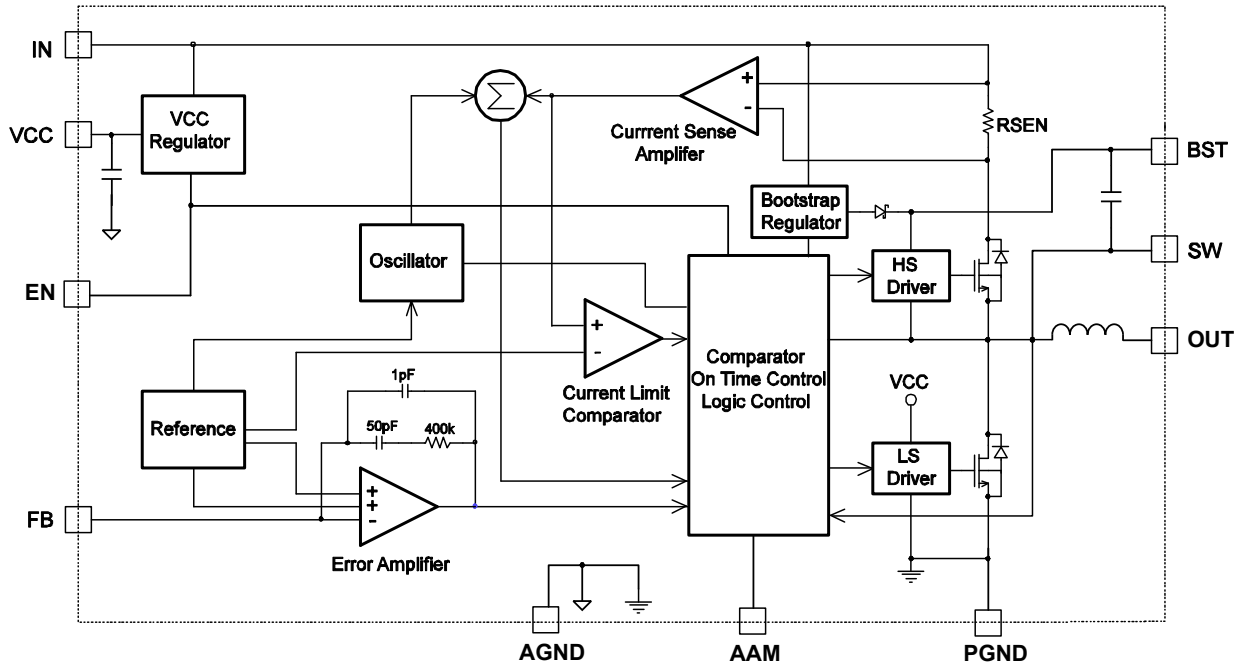 IN
VCC
Regulator
VCC
EN
Σ
+
-
Currrent Sense
Amplifer
RSEN
BST
Bootstrap
Regulator
SW
Oscillator
HS
Driver
+
-
Current Limit
Comparator
Comparator
On Time Control
Logic Control
OUT
1pF
50pF
400k
VCC
Reference
LS
Driver
FB
+
+
-
Error Amplifier
AGND
AAM
PGND